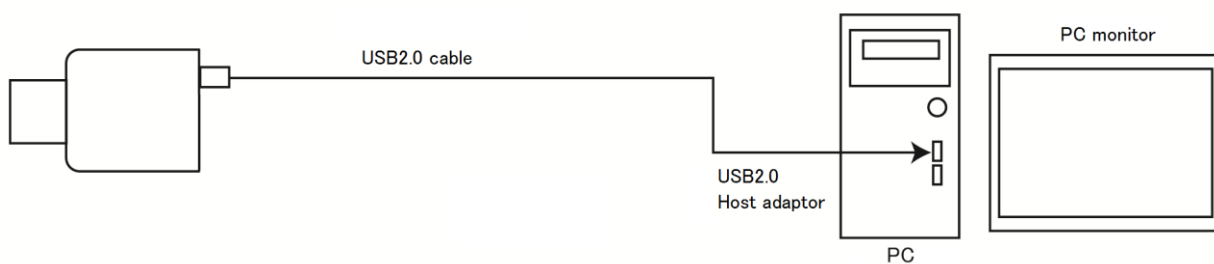 PC monitor
USB2.0 cable
USB2.0
Host adaptor
PC